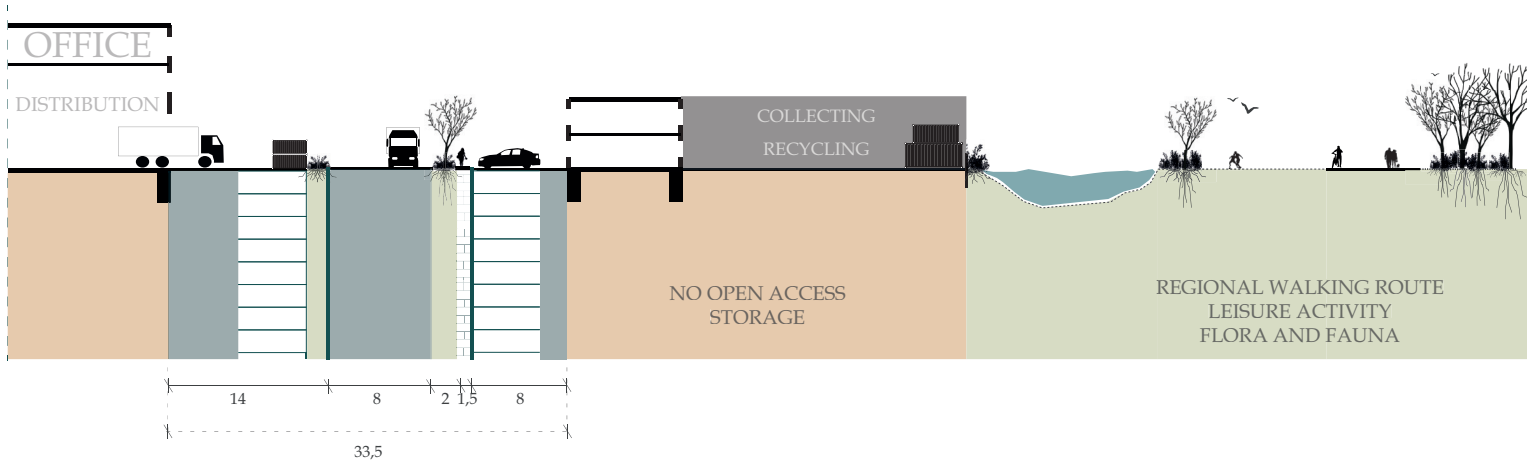 OFFICE
DISTRIBUTION
COLLECTING
RECYCLING
NO OPEN ACCESS
STORAGE
REGIONAL WALKING ROUTE
LEISURE ACTIVITY
FLORA AND FAUNA
14 8 2 1,5 8
33,5